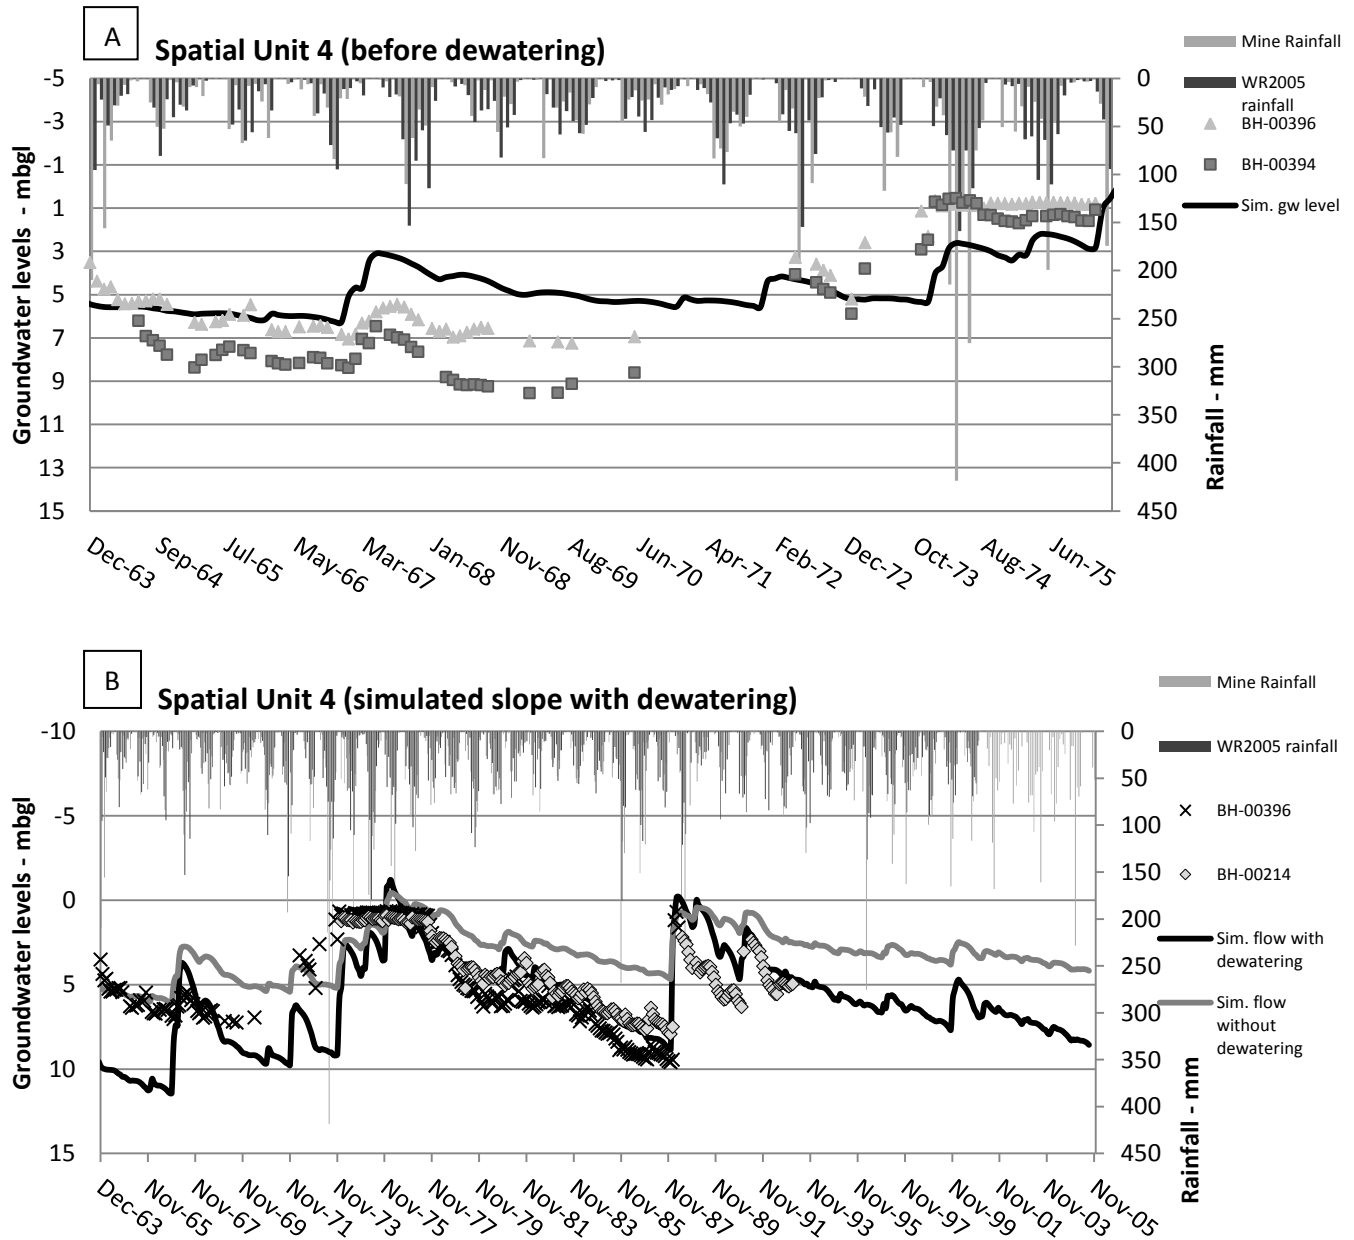 A
Spatial Unit 4 (before dewatering)
Mine Rainfall
WR2005
rainfall
BH-00396
BH-00394
Sim. gw level
Groundwater levels - mbgl
-5
-3
-1
1
3
5
7
9
11
13
15
0
50
100
150
200
250
300
350
400
450
Rainfall - mm
Dec-63
Sep-64
Jul-65
May-66
Mar-67
Jan-68
Nov-68
Aug-69
Jun-70
Apr-71
Feb-72
Dec-72
Oct-73
Aug-74
Jun-75
B
Spatial Unit 4 (simulated slope with dewatering)
Mine Rainfall
WR2005 rainfall
BH-00396
BH-00214
Sim. flow with
dewatering
Sim. flow
without
dewatering
Groundwater levels - mbgl
-10
-5
0
5
10
15
0
50
100
150
200
250
300
350
400
450
Rainfall - mm
Dec-63
Nov-65
Nov-67
Nov-69
Nov-71
Nov-73
Nov-75
Nov-77
Nov-79
Nov-81
Nov-83
Nov-85
Nov-87
Nov-89
Nov-91
Nov-93
Nov-95
Nov-97
Nov-99
Nov-01
Nov-03
Nov-05